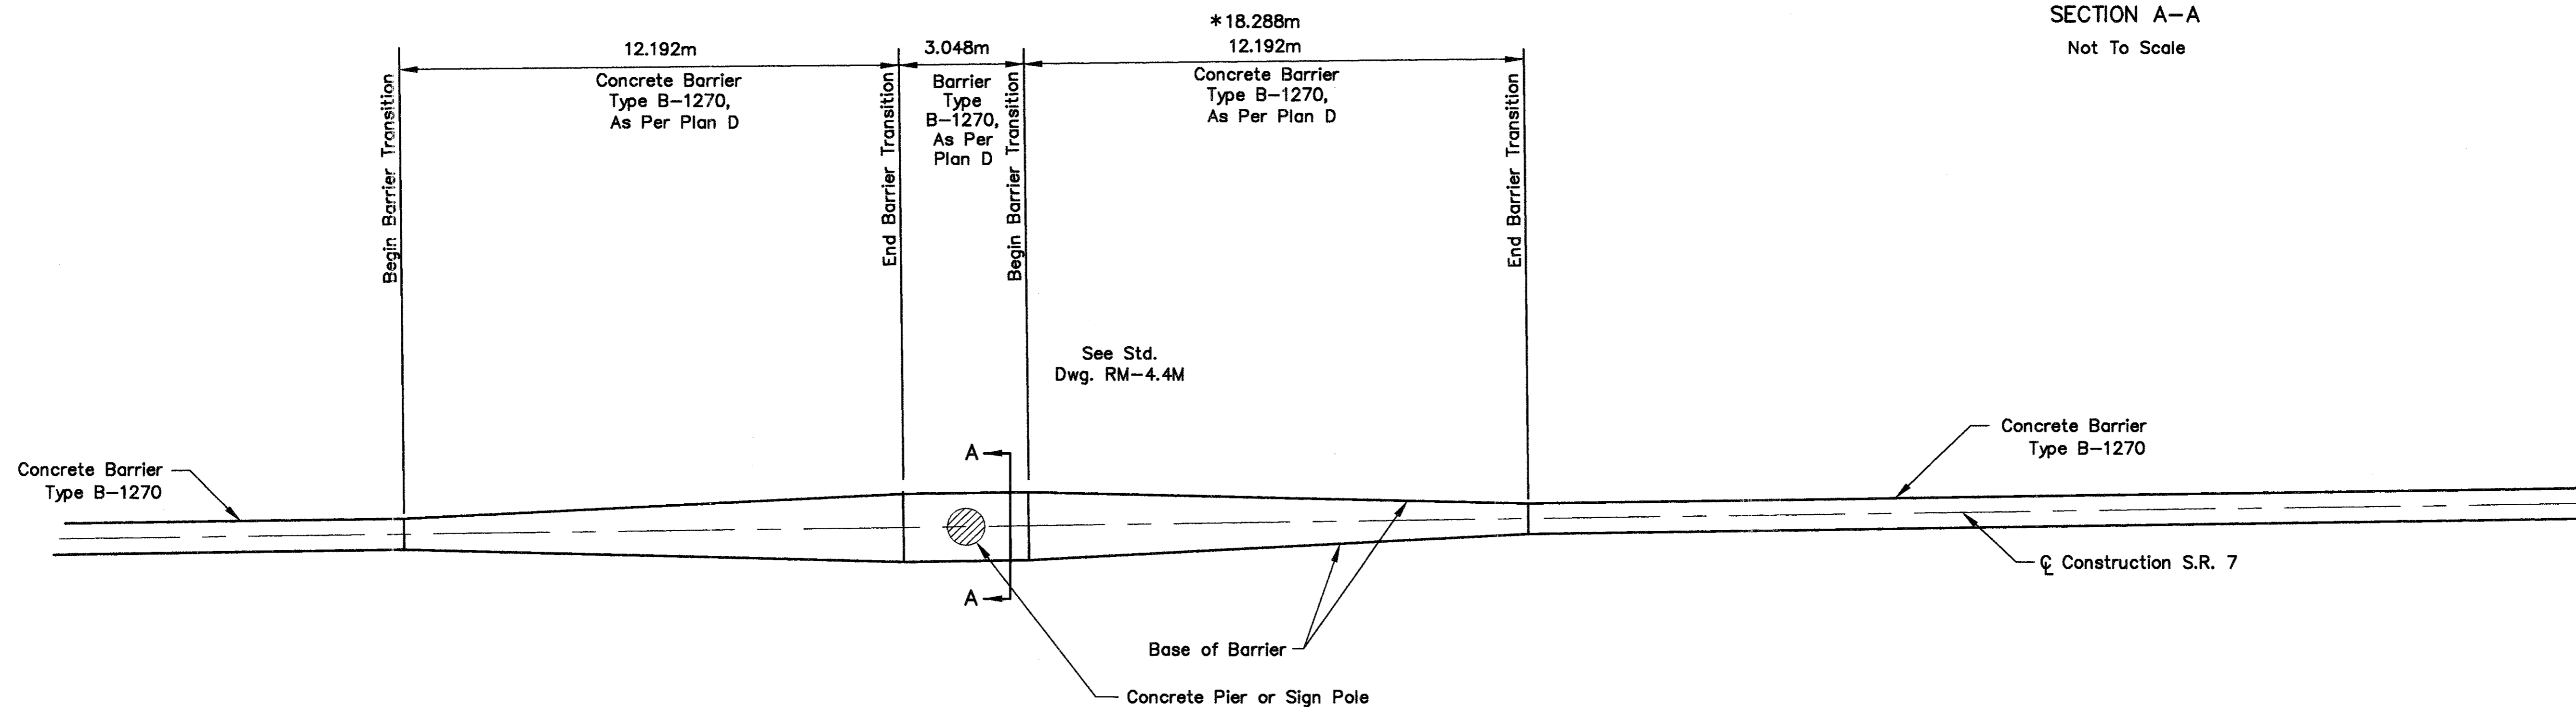 SECTION A-A
Not To Scale
*18.288m
12.192m
3.048m
12.192m
Concrete Barrier
Type B-1270,
As Per Plan D
Barrier
Type
B-1270,
As Per
Plan D
Concrete Barrier
Type B-1270,
As Per Plan D
Begin Barrier Transition
End Barrier Transition
Begin Barrier Transition
End Barrier Transition
See Std.
Dwg. RM-4.4M
Concrete Barrier
Type B-1270
A
A
Concrete Barrier
Type B-1270
℄ Construction S.R. 7
Base of Barrier
Concrete Pier or Sign Pole